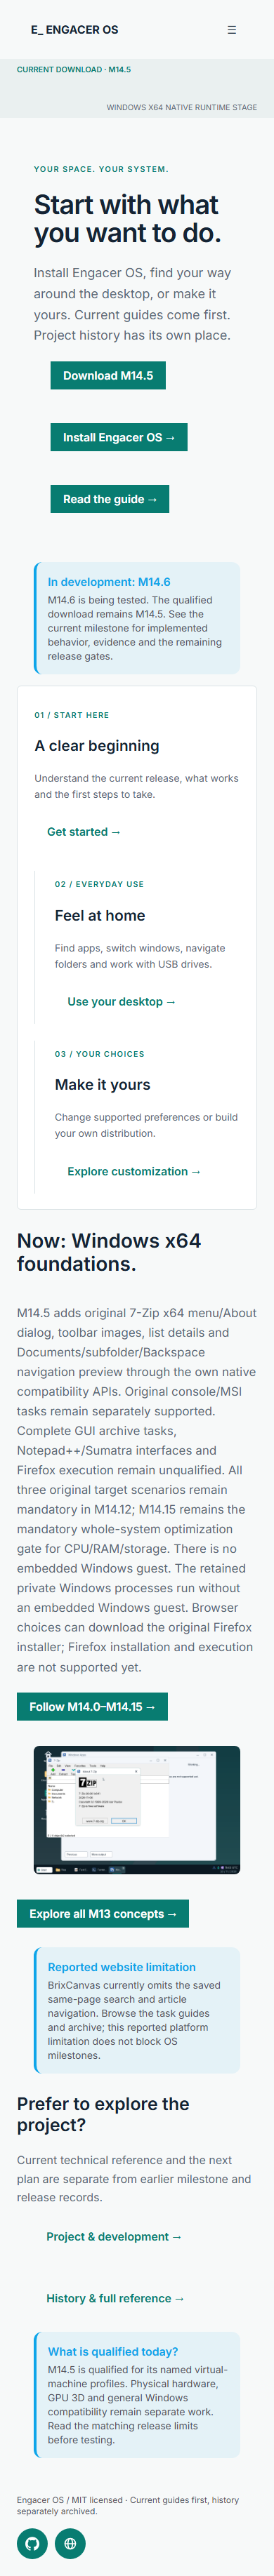 E_ ENGACER OS
☰
CURRENT DOWNLOAD · M14.5
WINDOWS X64 NATIVE RUNTIME STAGE
YOUR SPACE. YOUR SYSTEM.
Start with what
you want to do.
Install Engacer OS, find your way
around the desktop, or make it
yours. Current guides come first.
Project history has its own place.
Download M14.5
Install Engacer OS →
Read the guide →
In development: M14.6
M14.6 is being tested. The qualified
download remains M14.5. See the
current milestone for implemented
behavior, evidence and the remaining
release gates.
01 / START HERE
A clear beginning
Understand the current release, what works
and the first steps to take.
Get started →
02 / EVERYDAY USE
Feel at home
Find apps, switch windows, navigate
folders and work with USB drives.
Use your desktop →
03 / YOUR CHOICES
Make it yours
Change supported preferences or build
your own distribution.
Explore customization →
Now: Windows x64
foundations.
M14.5 adds original 7-Zip x64 menu/About
dialog, toolbar images, list details and
Documents/subfolder/Backspace
navigation preview through the own native
compatibility APIs. Original console/MSI
tasks remain separately supported.
Complete GUI archive tasks,
Notepad++/Sumatra interfaces and
Firefox execution remain unqualified. All
three original target scenarios remain
mandatory in M14.12; M14.15 remains the
mandatory whole-system optimization
gate for CPU/RAM/storage. There is no
embedded Windows guest. The retained
private Windows processes run without
an embedded Windows guest. Browser
choices can download the original Firefox
installer; Firefox installation and execution
are not supported yet.
Follow M14.0–M14.15 →
7ZIP
Explore all M13 concepts →
Reported website limitation
BrixCanvas currently omits the saved
same-page search and article
navigation. Browse the task guides
and archive; this reported platform
limitation does not block OS
milestones.
Prefer to explore the
project?
Current technical reference and the next
plan are separate from earlier milestone and
release records.
Project & development →
History & full reference →
What is qualified today?
M14.5 is qualified for its named virtual-
machine profiles. Physical hardware,
GPU 3D and general Windows
compatibility remain separate work.
Read the matching release limits
before testing.
Engacer OS / MIT licensed · Current guides first, history
separately archived.